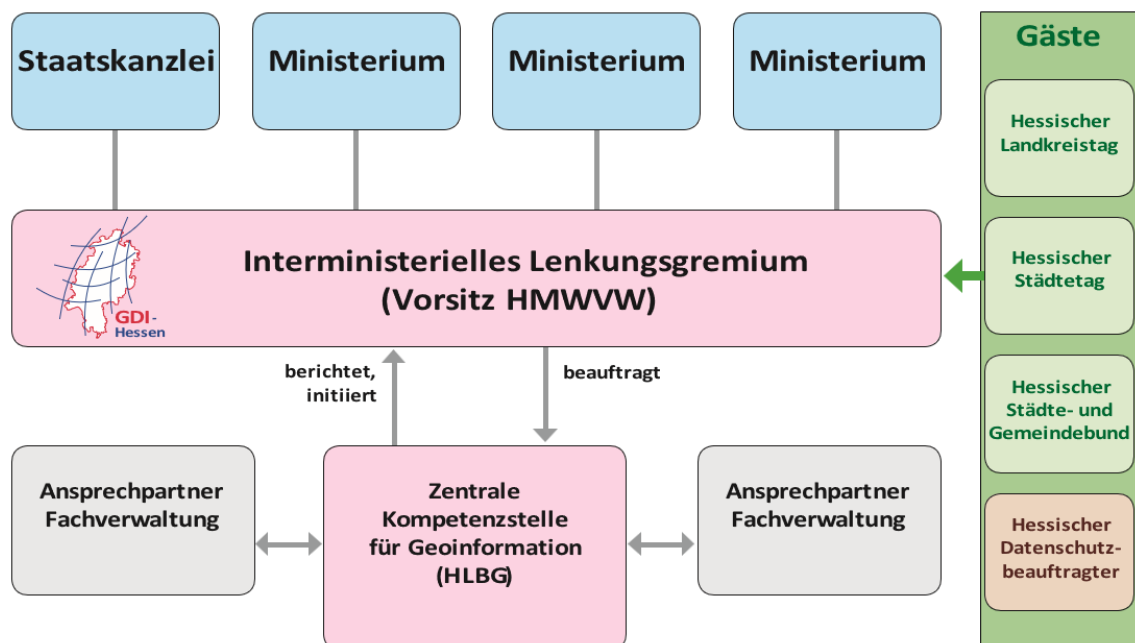 Staatskanzlei
Ministerium
Ministerium
Ministerium
Gäste
Hessischer
Landkreistag
Hessischer
Städtetag
Hessischer
Städte- und
Gemeindebund
Hessischer
Datenschutz-
beauftragter
GDI-
Hessen
Interministerielles Lenkungsgremium
(Vorsitz HMWVW)
berichtet,
initiiert
beauftragt
Ansprechpartner
Fachverwaltung
Zentrale
Kompetenzstelle
für Geoinformation
(HLBG)
Ansprechpartner
Fachverwaltung